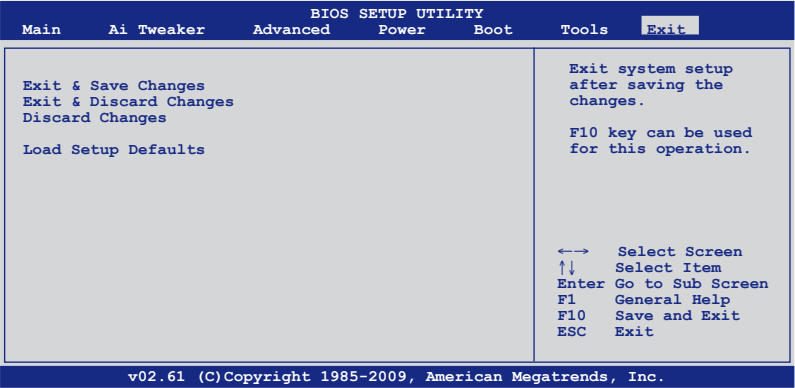 BIOS SETUP UTILITY
Main Ai Tweaker Advanced Power Boot Tools Exit
Exit & Save Changes
Exit & Discard Changes
Discard Changes
Load Setup Defaults
Exit system setup
after saving the
changes.
F10 key can be used
for this operation.
←→ Select Screen
↑↓ Select Item
Enter Go to Sub Screen
F1 General Help
F10 Save and Exit
ESC Exit
v02.61 (C)Copyright 1985-2009, American Megatrends, Inc.